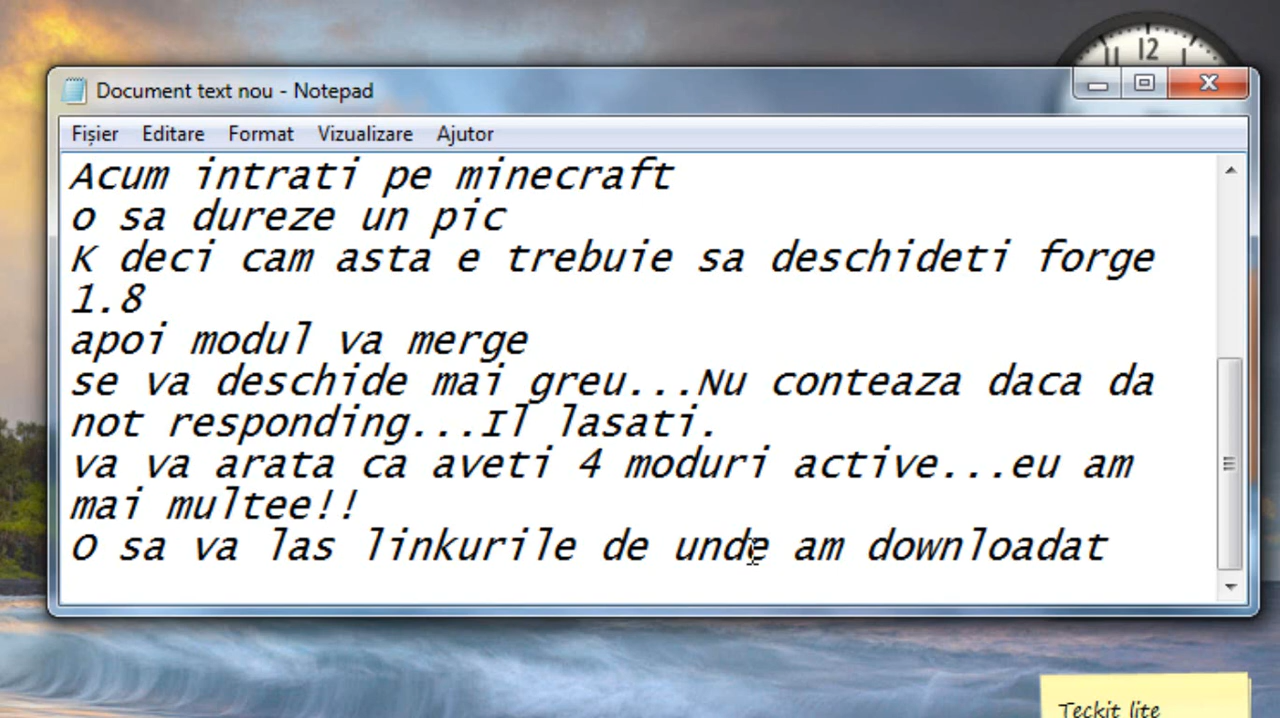 12
Document text nou - Notepad
Fișier Editare Format Vizualizare Ajutor
Acum intrati pe minecraft
o sa dureze un pic
K deci cam asta e trebuie sa deschideti forge
1.8
apoi modul va merge
se va deschide mai greu...Nu conteaza daca da
not responding...Il lasati.
va va arata ca aveti 4 moduri active...eu am
mai multee!!
O sa va las linkurile de unde am downloadat
Teckit lite